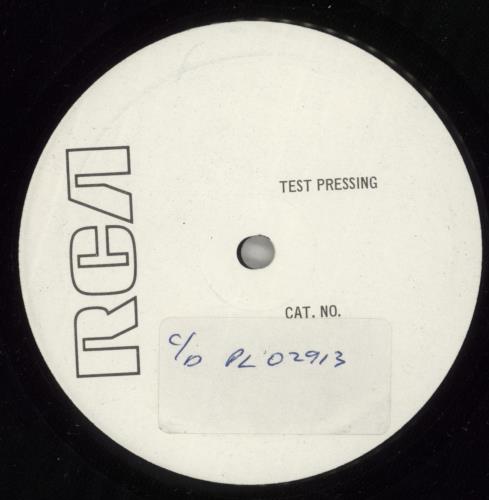 RCA
TEST PRESSING
CAT. NO.
c/D PL 02913